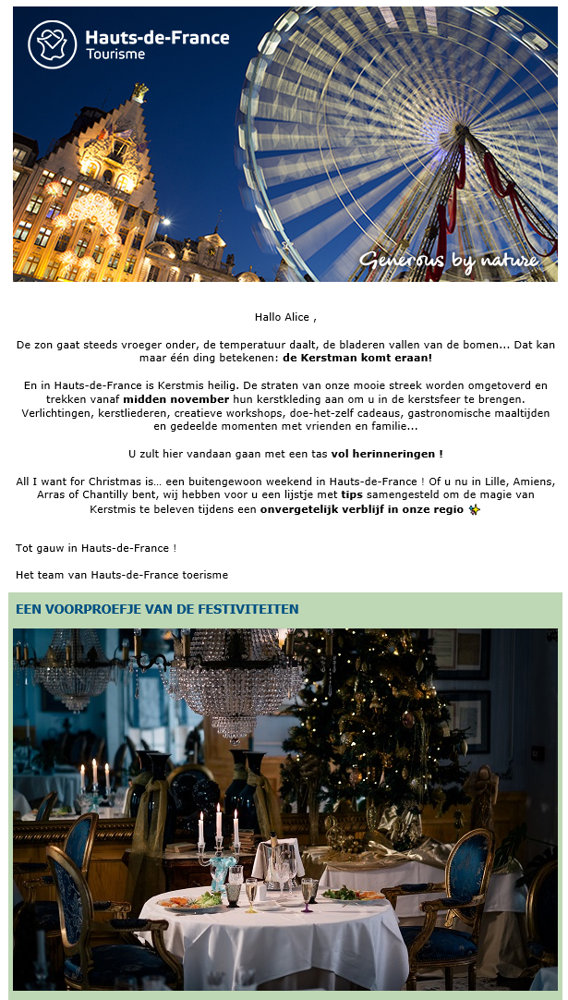 Hauts-de-France
Tourisme
Generous by nature
Hallo Alice ,
De zon gaat steeds vroeger onder, de temperatuur daalt, de bladeren vallen van de bomen... Dat kan
maar één ding betekenen: de Kerstman komt eraan!
En in Hauts-de-France is Kerstmis heilig. De straten van onze mooie streek worden omgetoverd en
trekken vanaf midden november hun kerstkleding aan om u in de kerstsfeer te brengen.
Verlichtingen, kerstliederen, creatieve workshops, doe-het-zelf cadeaus, gastronomische maaltijden
en gedeelde momenten met vrienden en familie...
U zult hier vandaan gaan met een tas vol herinneringen !
All I want for Christmas is… een buitengewoon weekend in Hauts-de-France ! Of u nu in Lille, Amiens,
Arras of Chantilly bent, wij hebben voor u een lijstje met tips samengesteld om de magie van
Kerstmis te beleven tijdens een onvergetelijk verblijf in onze regio ✨
Tot gauw in Hauts-de-France !
Het team van Hauts-de-France toerisme
EEN VOORPROEFJE VAN DE FESTIVITEITEN